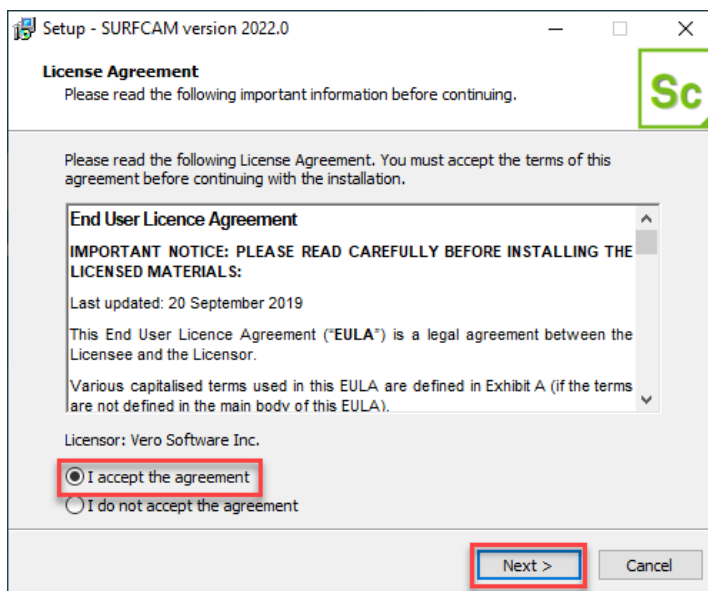 Setup - SURFCAM version 2022.0
License Agreement
Please read the following important information before continuing.
Sc
Please read the following License Agreement. You must accept the terms of this
agreement before continuing with the installation.
End User Licence Agreement
IMPORTANT NOTICE: PLEASE READ CAREFULLY BEFORE INSTALLING THE
LICENSED MATERIALS:
Last updated: 20 September 2019
This End User Licence Agreement (“EULA”) is a legal agreement between the
Licensee and the Licensor.
Various capitalised terms used in this EULA are defined in Exhibit A (if the terms
are not defined in the main body of this EULA).
Licensor: Vero Software Inc.
I accept the agreement
I do not accept the agreement
Next >
Cancel